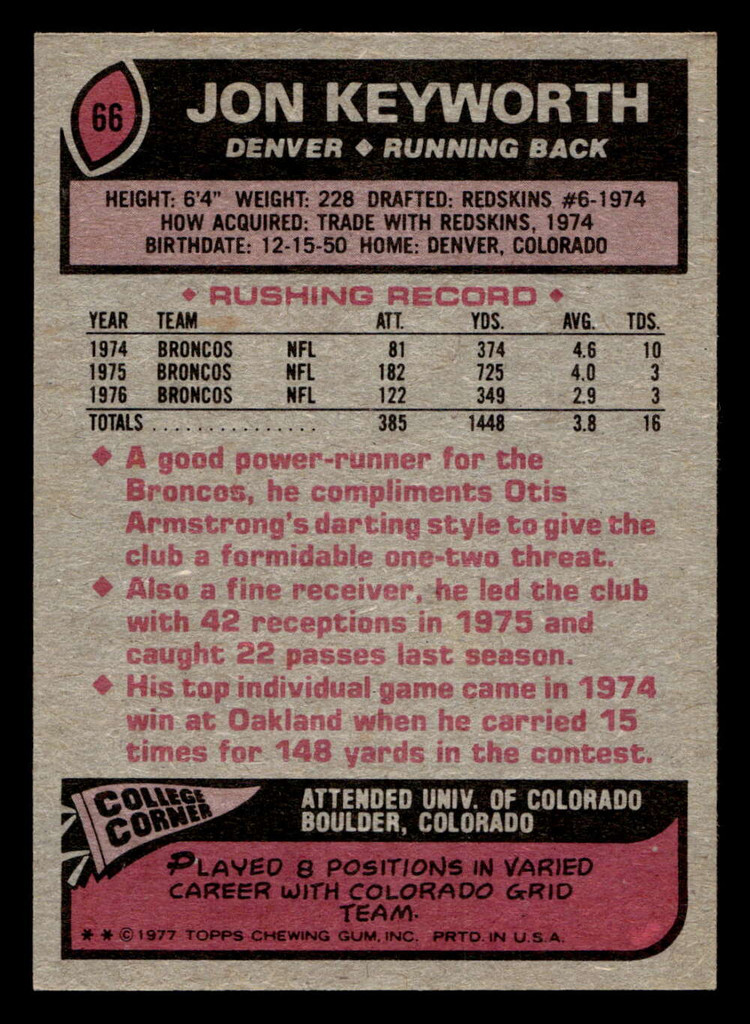 66
JON KEYWORTH
DENVER ◆ RUNNING BACK
HEIGHT: 6'4" WEIGHT: 228 DRAFTED: REDSKINS #6-1974
HOW ACQUIRED: TRADE WITH REDSKINS, 1974
BIRTHDATE: 12-15-50 HOME: DENVER, COLORADO
◆ RUSHING RECORD ◆
YEAR TEAM ATT. YDS. AVG. TDS.
1974 BRONCOS NFL 81 374 4.6 10
1975 BRONCOS NFL 182 725 4.0 3
1976 BRONCOS NFL 122 349 2.9 3
TOTALS ............... 385 1448 3.8 16
◆ A good power-runner for the
Broncos, he compliments Otis
Armstrong's darting style to give the
club a formidable one-two threat.
◆ Also a fine receiver, he led the club
with 42 receptions in 1975 and
caught 22 passes last season.
◆ His top individual game came in 1974
win at Oakland when he carried 15
times for 148 yards in the contest.
COLLEGE
CORNER
ATTENDED UNIV. OF COLORADO
BOULDER, COLORADO
PLAYED 8 POSITIONS IN VARIED
CAREER WITH COLORADO GRID
TEAM.
** © 1977 TOPPS CHEWING GUM, INC. PRTD. IN U.S.A.